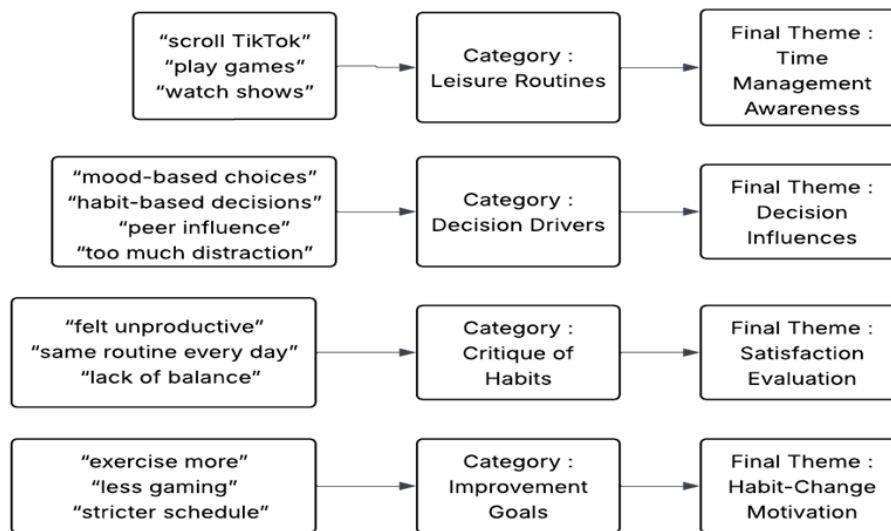 “scroll TikTok”
“play games”
“watch shows”
Category :
Leisure Routines
Final Theme :
Time
Management
Awareness
“mood-based choices”
“habit-based decisions”
“peer influence”
“too much distraction”
Category :
Decision Drivers
Final Theme :
Decision
Influences
“felt unproductive”
“same routine every day”
“lack of balance”
Category :
Critique of
Habits
Final Theme :
Satisfaction
Evaluation
“exercise more”
“less gaming”
“stricter schedule”
Category :
Improvement
Goals
Final Theme :
Habit-Change
Motivation